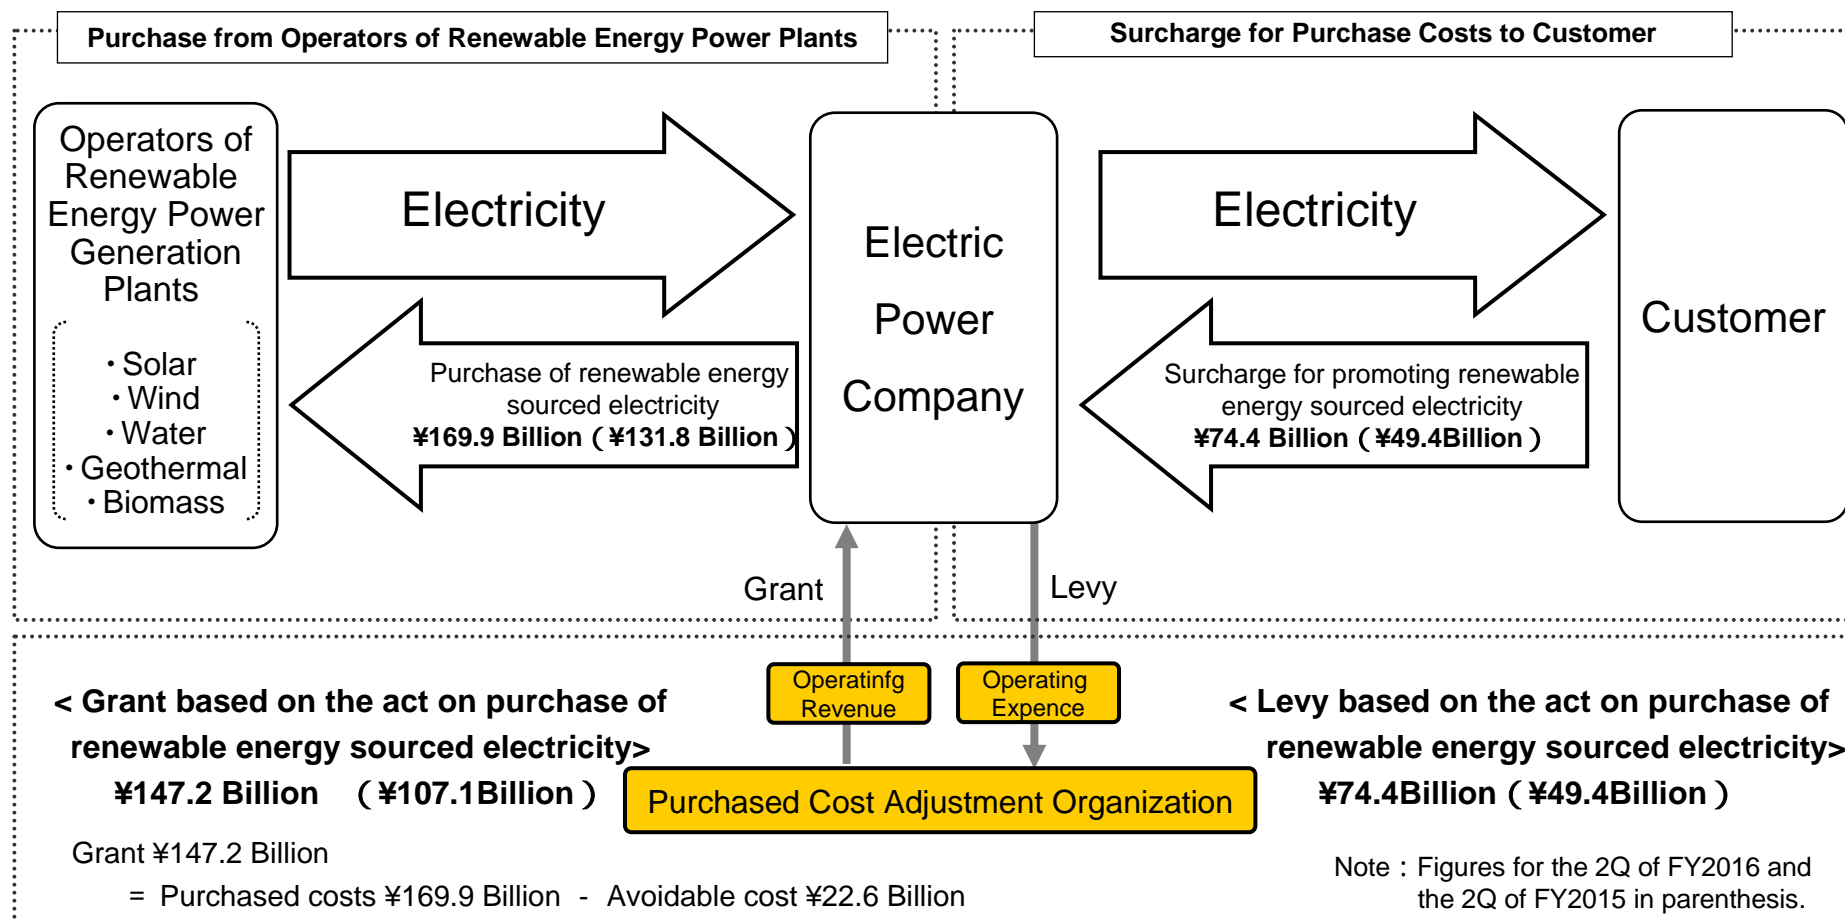 Purchase from Operators of Renewable Energy Power Plants
Surcharge for Purchase Costs to Customer
Operators of
Renewable
Energy Power
Generation
Plants
・Solar
・Wind
・Water
・Geothermal
・Biomass
Electricity
Purchase of renewable energy
sourced electricity
¥169.9 Billion（¥131.8 Billion）
Electric
Power
Company
Electricity
Surcharge for promoting renewable
energy sourced electricity
¥74.4 Billion（¥49.4Billion）
Customer
Grant
Levy
Operatinfg
Revenue
Operating
Expence
< Grant based on the act on purchase of
renewable energy sourced electricity>
¥147.2 Billion （¥107.1Billion）
Purchased Cost Adjustment Organization
< Levy based on the act on purchase of
renewable energy sourced electricity>
¥74.4Billion（¥49.4Billion）
Grant ¥147.2 Billion
= Purchased costs ¥169.9 Billion - Avoidable cost ¥22.6 Billion
Note：Figures for the 2Q of FY2016 and
the 2Q of FY2015 in parenthesis.